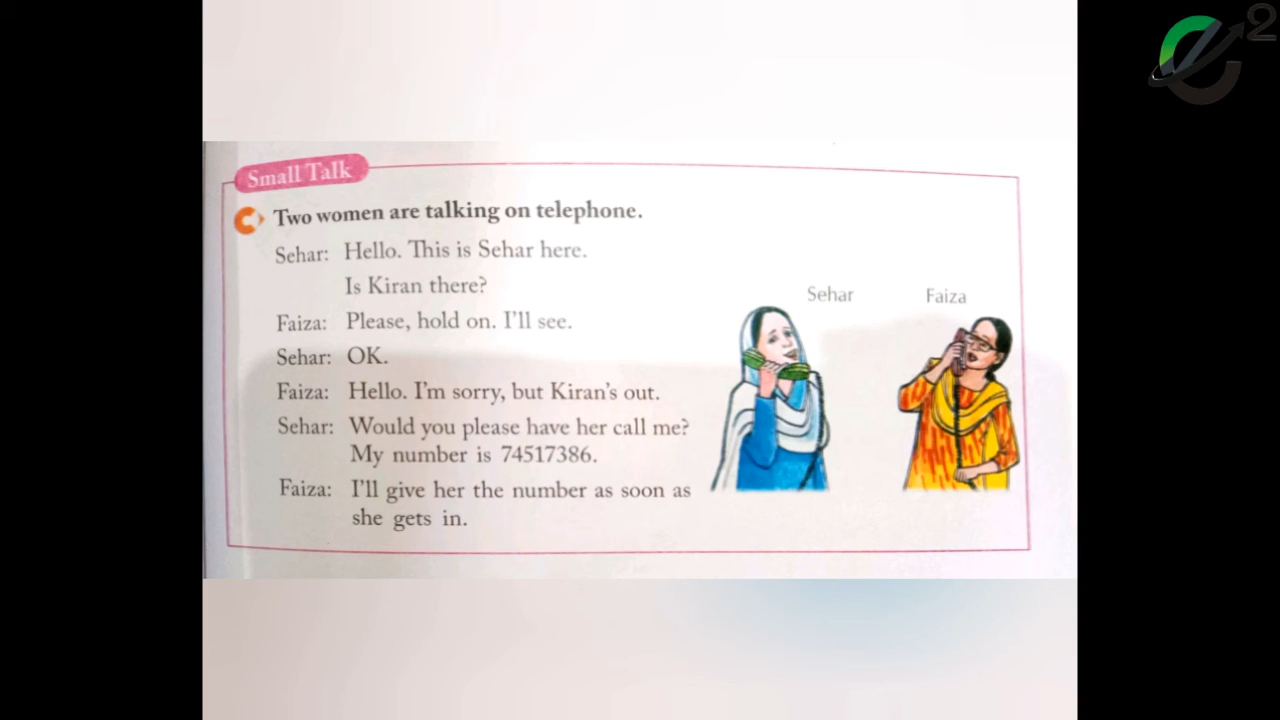 Small Talk
Two women are talking on telephone.
Sehar: Hello. This is Sehar here.
Is Kiran there?
Faiza: Please, hold on. I'll see.
Sehar: OK.
Faiza: Hello. I'm sorry, but Kiran's out.
Sehar: Would you please have her call me?
My number is 74517386.
Faiza: I'll give her the number as soon as
she gets in.
Sehar Faiza
2